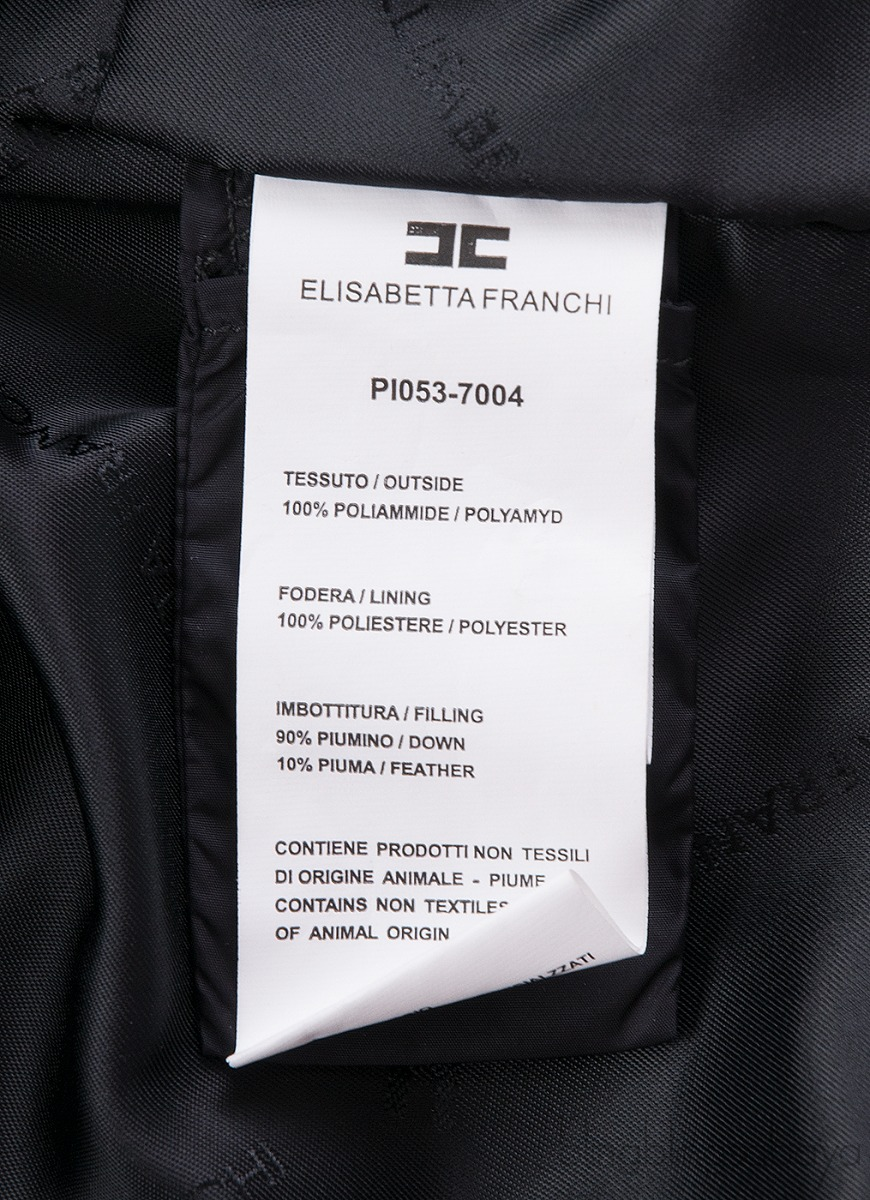 ELISABETTA FRANCHI
PI053-7004
TESSUTO / OUTSIDE
100% POLIAMMIDE / POLYAMYD
FODERA / LINING
100% POLIESTERE / POLYESTER
IMBOTTITURA / FILLING
90% PIUMINO / DOWN
10% PIUMA / FEATHER
CONTIENE PRODOTTI NON TESSILI
DI ORIGINE ANIMALE - PIUME
CONTAINS NON TEXTILES
OF ANIMAL ORIGIN